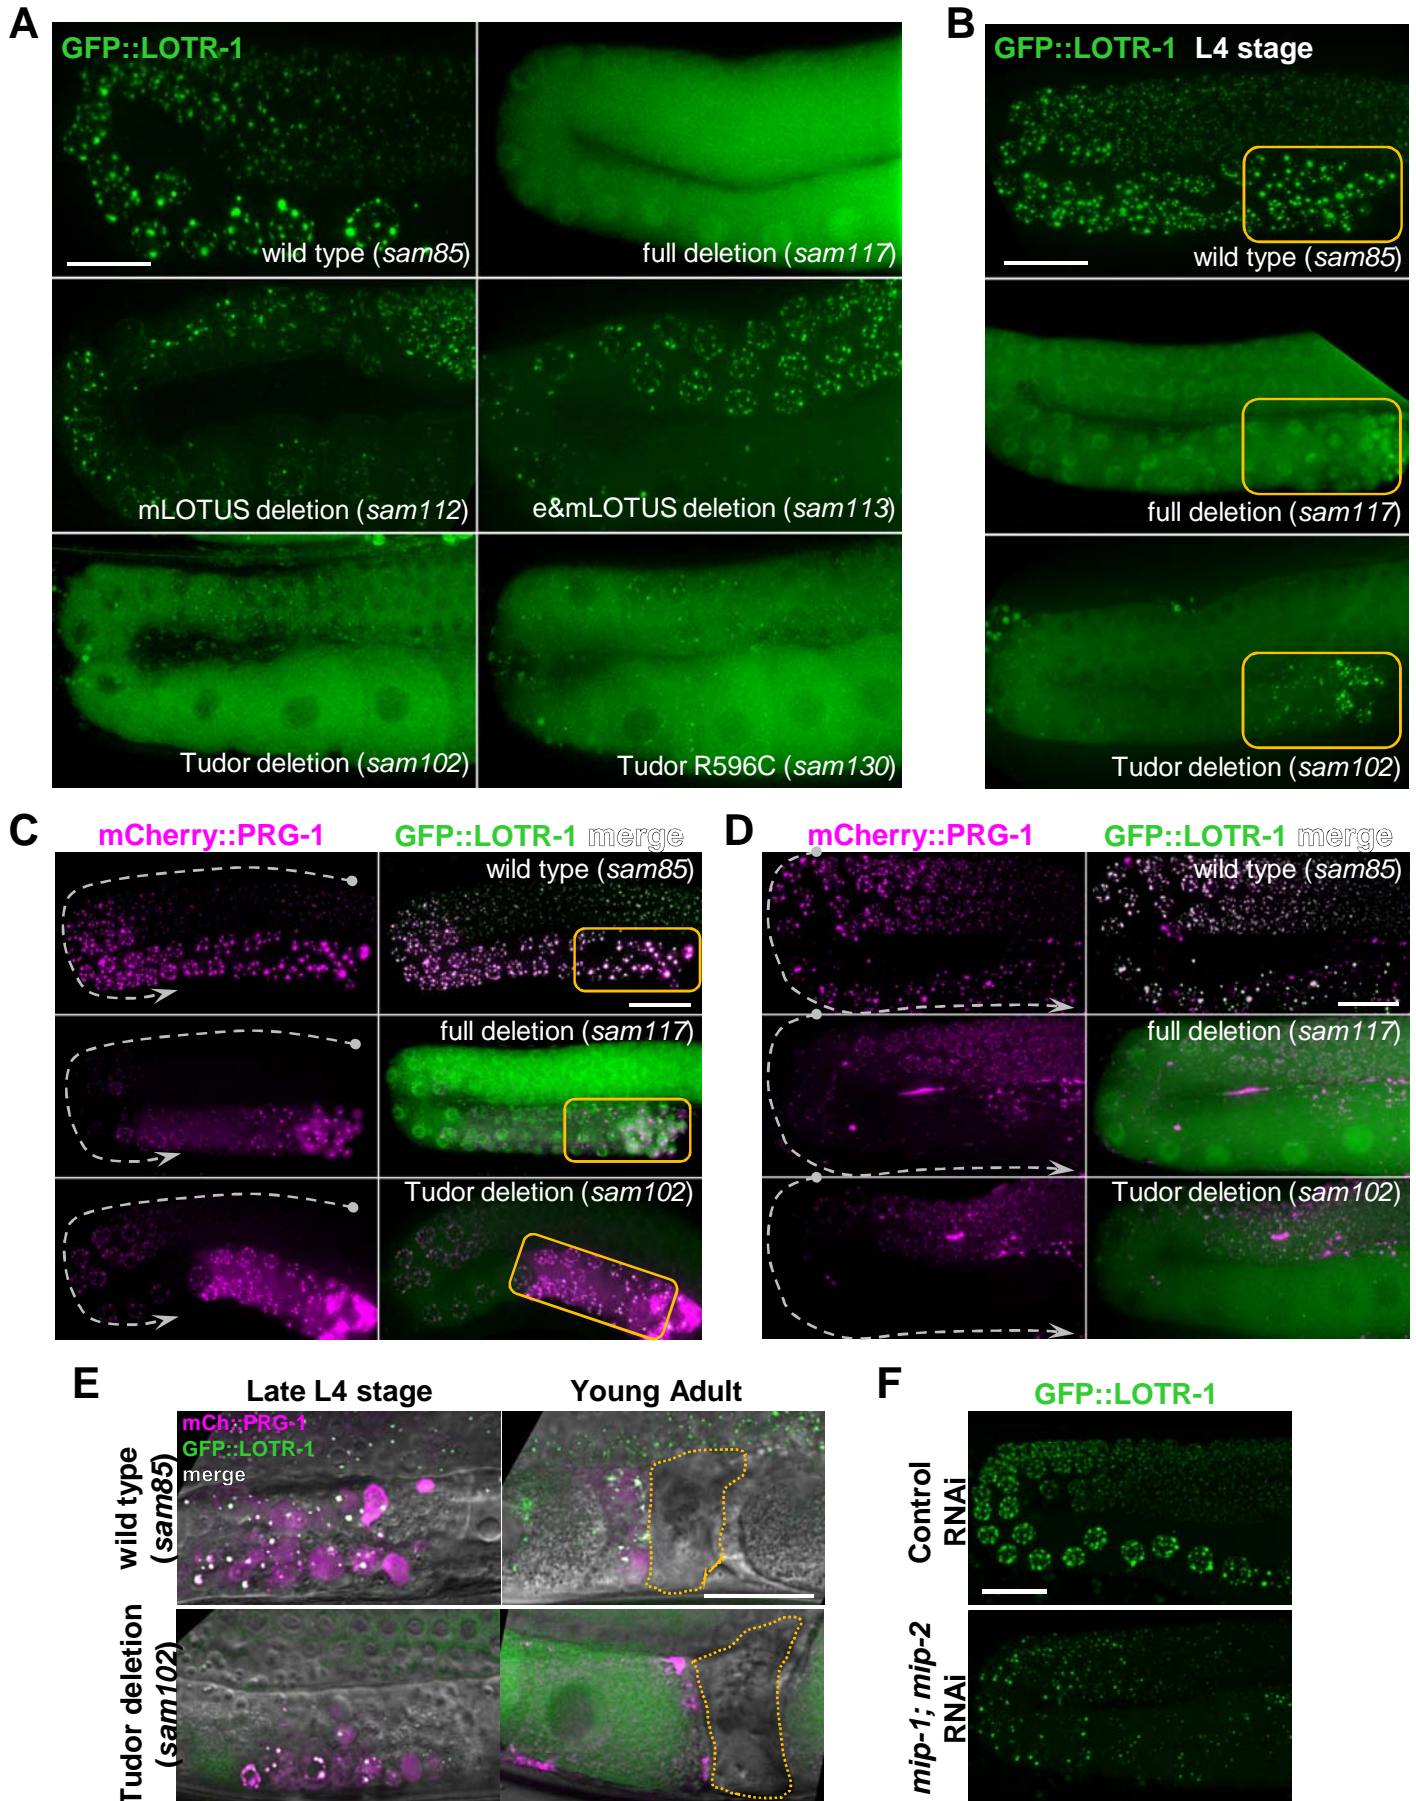 A
GFP::LOTR-1
wild type (sam85)
full deletion (sam117)
mLOTUS deletion (sam112)
e&mLOTUS deletion (sam113)
Tudor deletion (sam102)
Tudor R596C (sam130)
B
GFP::LOTR-1 L4 stage
wild type (sam85)
full deletion (sam117)
Tudor deletion (sam102)
C
mCherry::PRG-1 GFP::LOTR-1 merge
wild type (sam85)
full deletion (sam117)
Tudor deletion (sam102)
D
mCherry::PRG-1 GFP::LOTR-1 merge
wild type (sam85)
full deletion (sam117)
Tudor deletion (sam102)
E
Late L4 stage
Young Adult
mCh::PRG-1
GFP::LOTR-1
merge
wild type
(sam85)
Tudor deletion
(sam102)
F
GFP::LOTR-1
Control
RNAi
mip-1; mip-2
RNAi